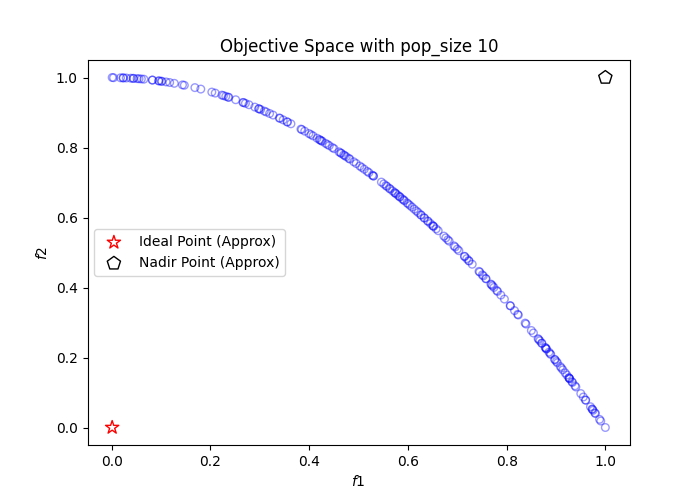 Objective Space with pop_size 10
1.0
0.8
0.6
0.4
0.2
0.0
f2
Ideal Point (Approx)
Nadir Point (Approx)
0.0 0.2 0.4 0.6 0.8 1.0
f1